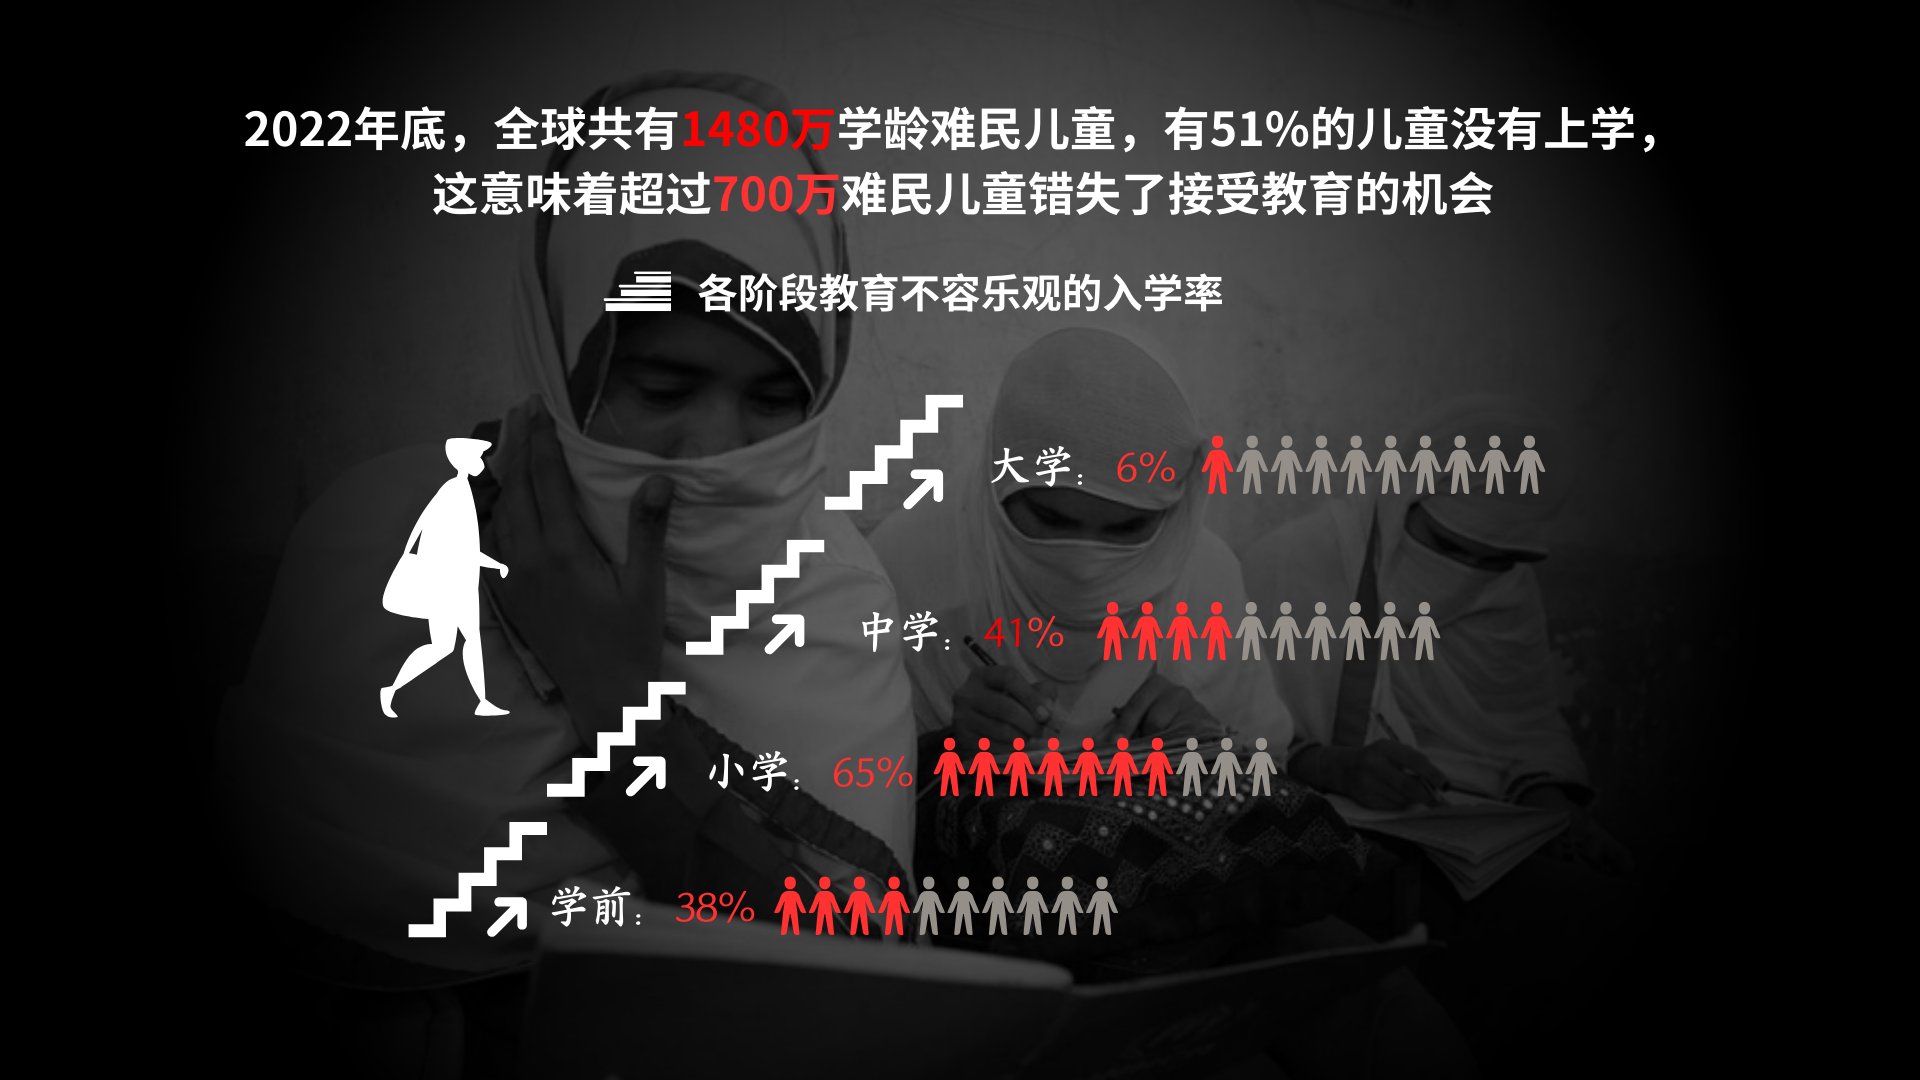 2022年底，全球共有1480万学龄难民儿童，有51%的儿童没有上学，
这意味着超过700万难民儿童错失了接受教育的机会
各阶段教育不容乐观的入学率
大学：6%
中学：41%
小学：65%
学前：38%